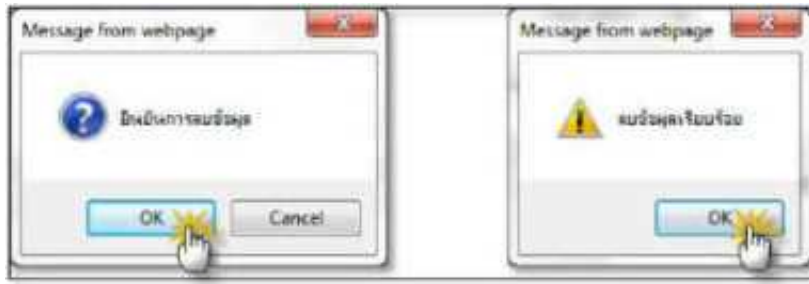 Message from webpage
ยืนยันการลบข้อมูล
OK
Cancel
Message from webpage
ลบข้อมูลเรียบร้อย
OK